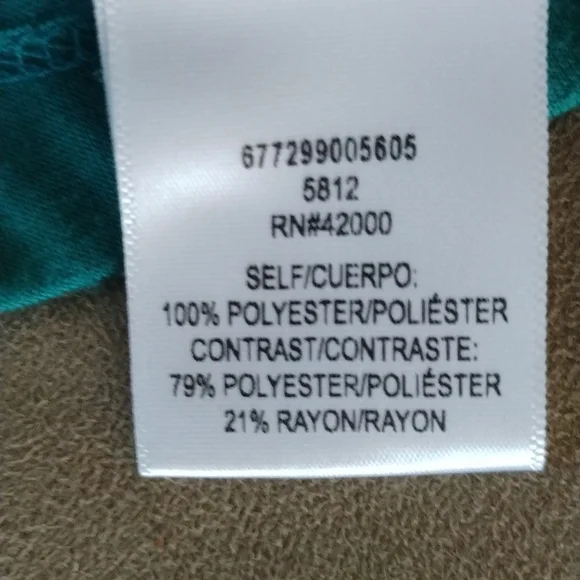 677299005605
5812
RN#42000
SELF/CUERPO:
100% POLYESTER/POLIÉSTER
CONTRAST/CONTRASTE:
79% POLYESTER/POLIÉSTER
21% RAYON/RAYON